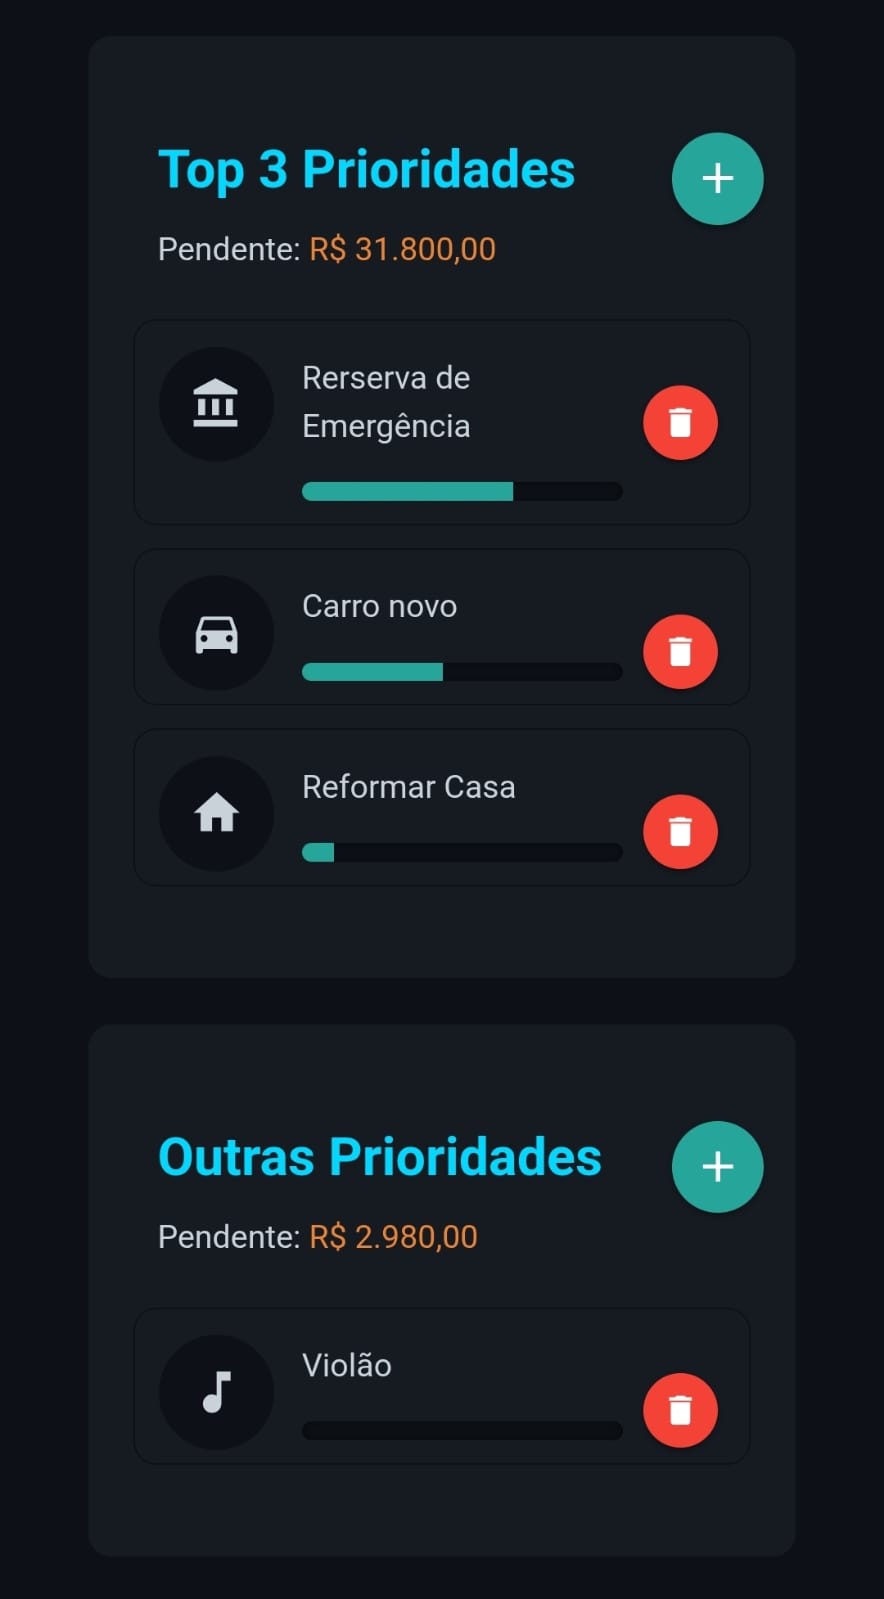 Top 3 Prioridades
Pendente: R$ 31.800,00
Rerserva de
Emergência
Carro novo
Reformar Casa
Outras Prioridades
Pendente: R$ 2.980,00
Violão